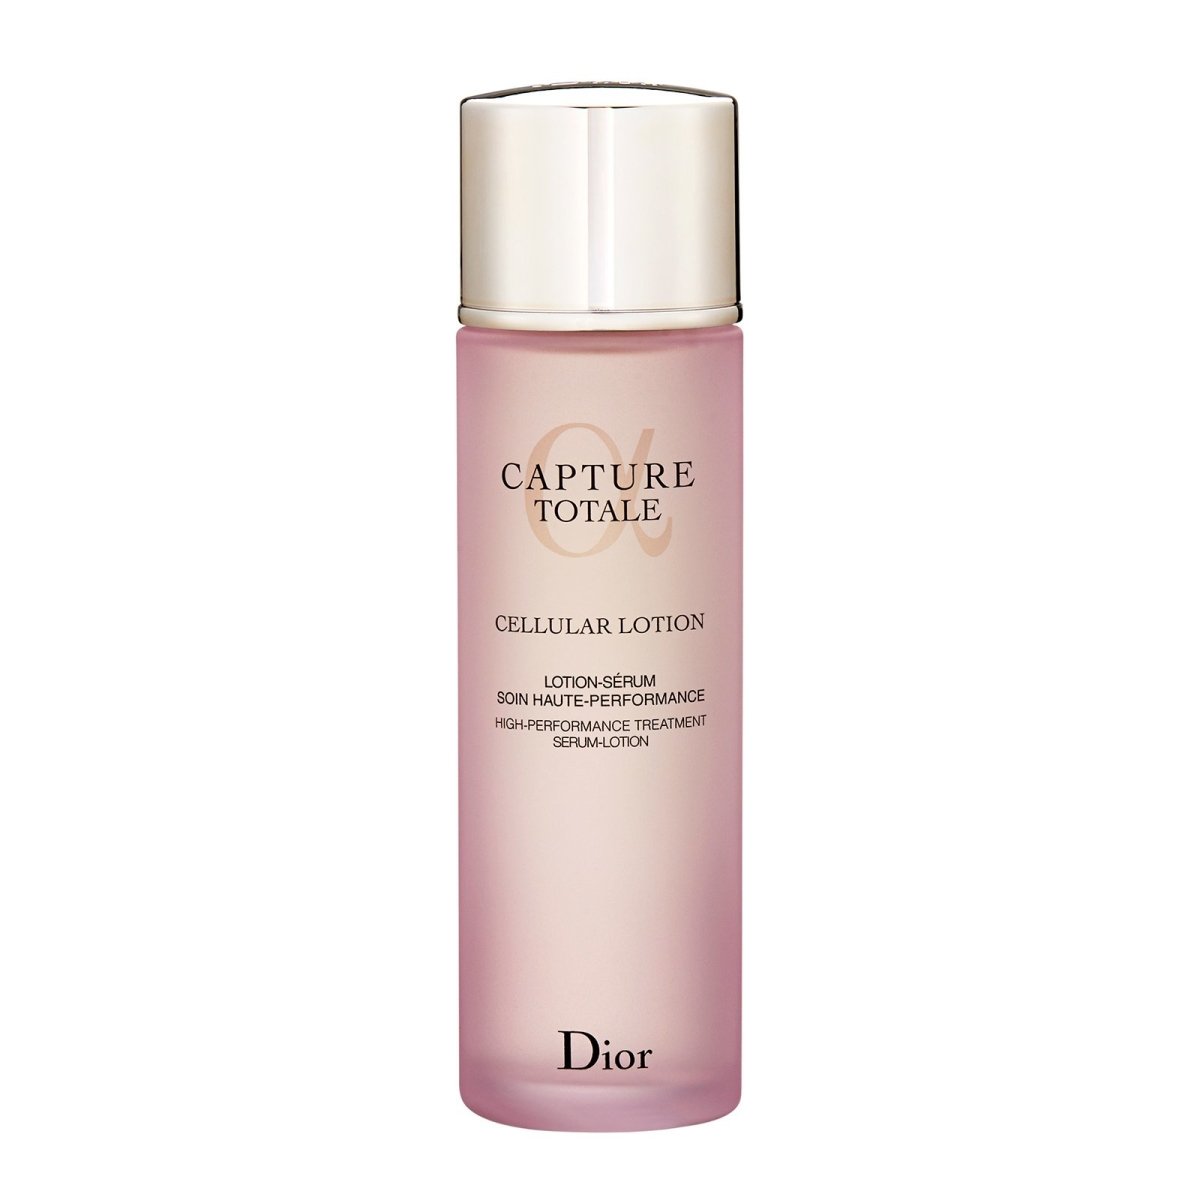 α
CAPTURE
TOTALE
CELLULAR LOTION
LOTION-SÉRUM
SOIN HAUTE-PERFORMANCE
HIGH-PERFORMANCE TREATMENT
SERUM-LOTION
Dior